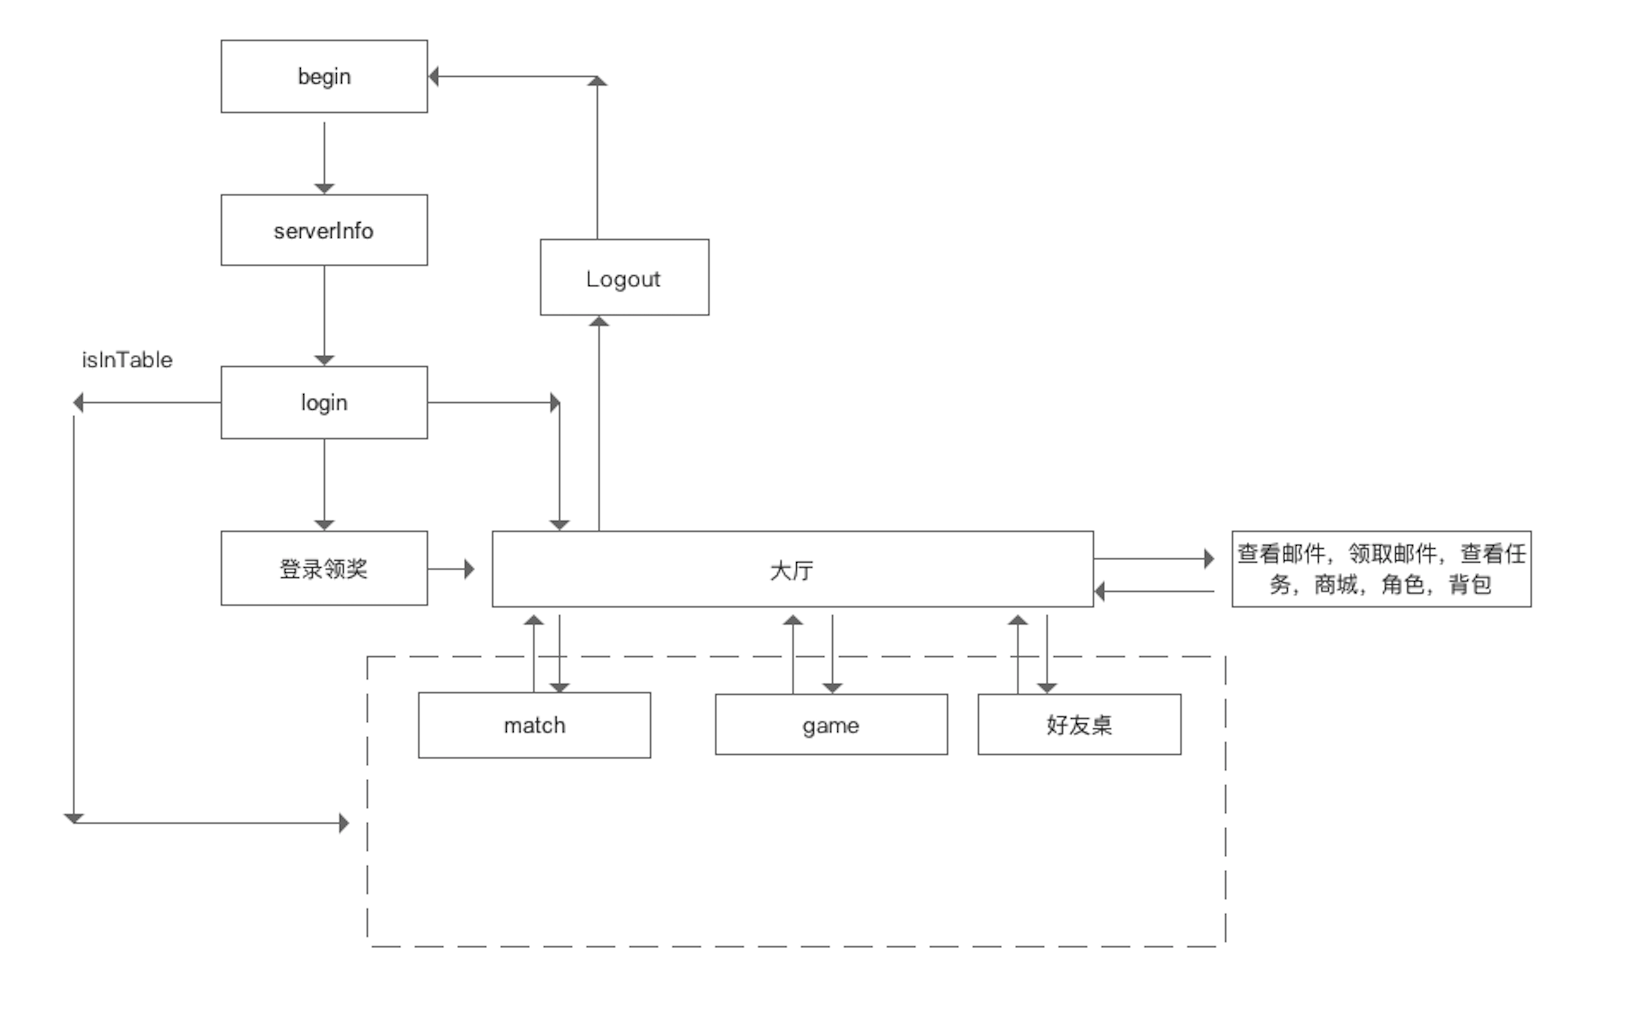 begin
serverInfo
Logout
isInTable
login
登录领奖
大厅
查看邮件，领取邮件，查看任
务，商城，角色，背包
match
game
好友桌